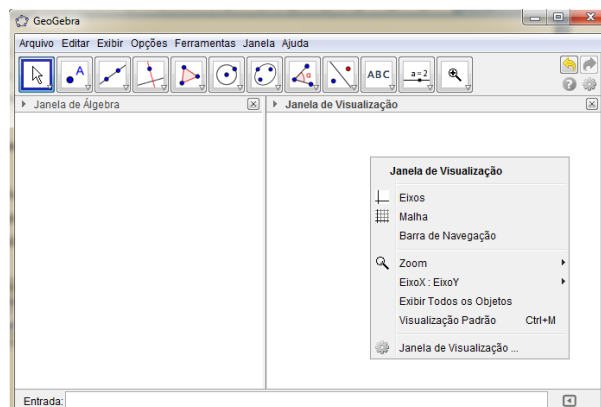 GeoGebra
Arquivo Editar Exibir Opções Ferramentas Janela Ajuda
A
α
ABC
a=2
Janela de Álgebra
Janela de Visualização
Janela de Visualização
Eixos
Malha
Barra de Navegação
Zoom
EixoX : EixoY
Exibir Todos os Objetos
Visualização Padrão Ctrl+M
Janela de Visualização ...
Entrada: